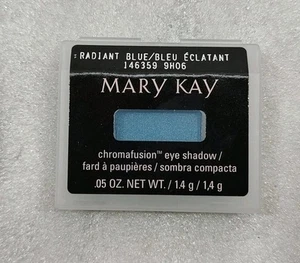 RADIANT BLUE/BLEU ÉCLATANT
146359 9H06
MARY KAY
chromafusion™ eye shadow /
fard à paupières / sombra compacta
.05 OZ. NET WT. / 1.4 g / 1,4 g